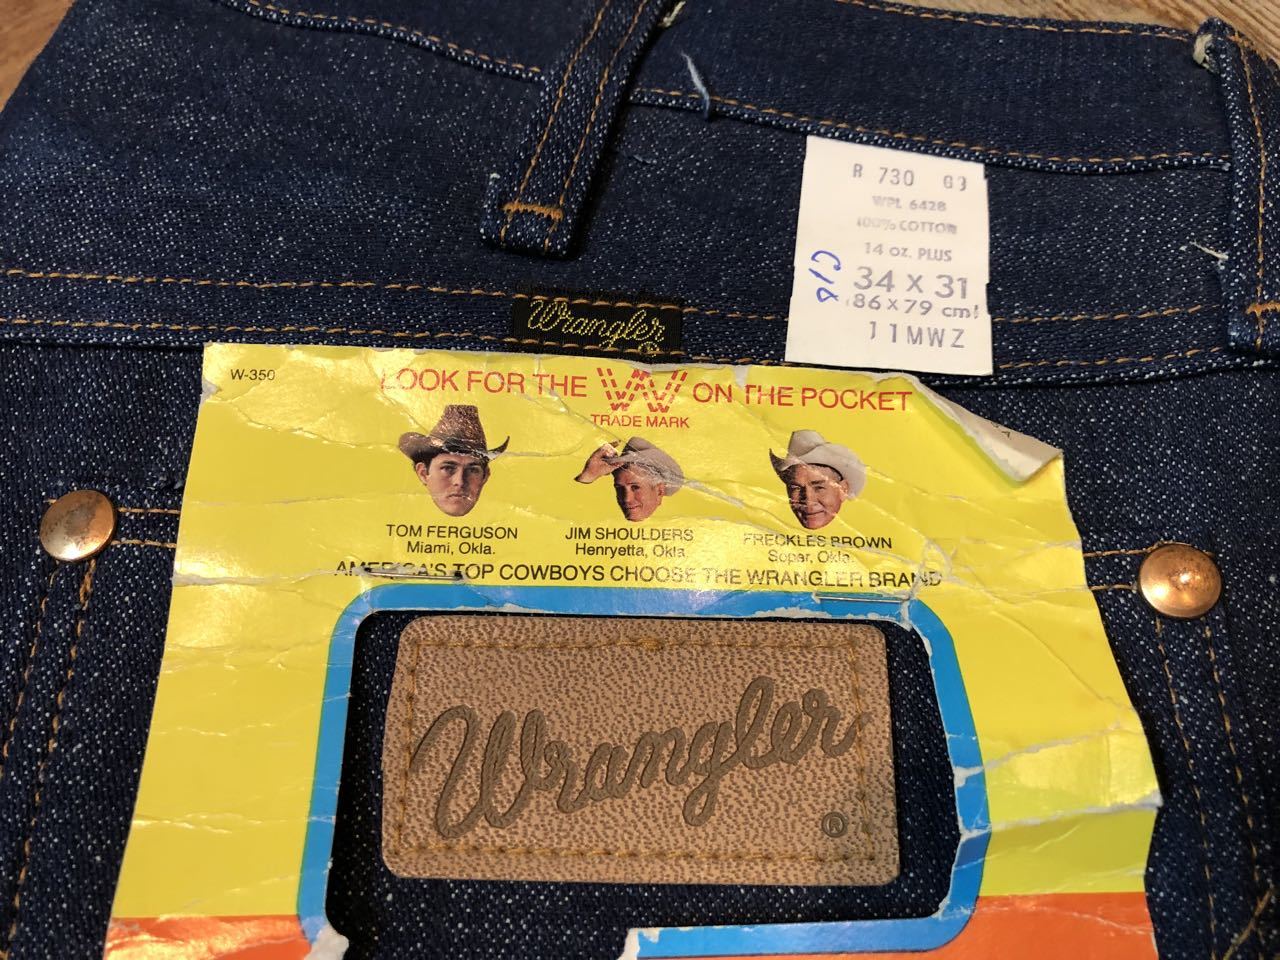 R 730 G3
WPL 6428
100% COTTON
14 oz. PLUS
34 X 31
(86 x 79 cm)
11MWZ
C18
Wrangler
®
W-350
LOOK FOR THE W ON THE POCKET
TRADE MARK
TOM FERGUSON
Miami, Okla.
JIM SHOULDERS
Henryetta, Okla.
FRECKLES BROWN
Soper, Okla.
AMERICA'S TOP COWBOYS CHOOSE THE WRANGLER BRAND
Wrangler
®